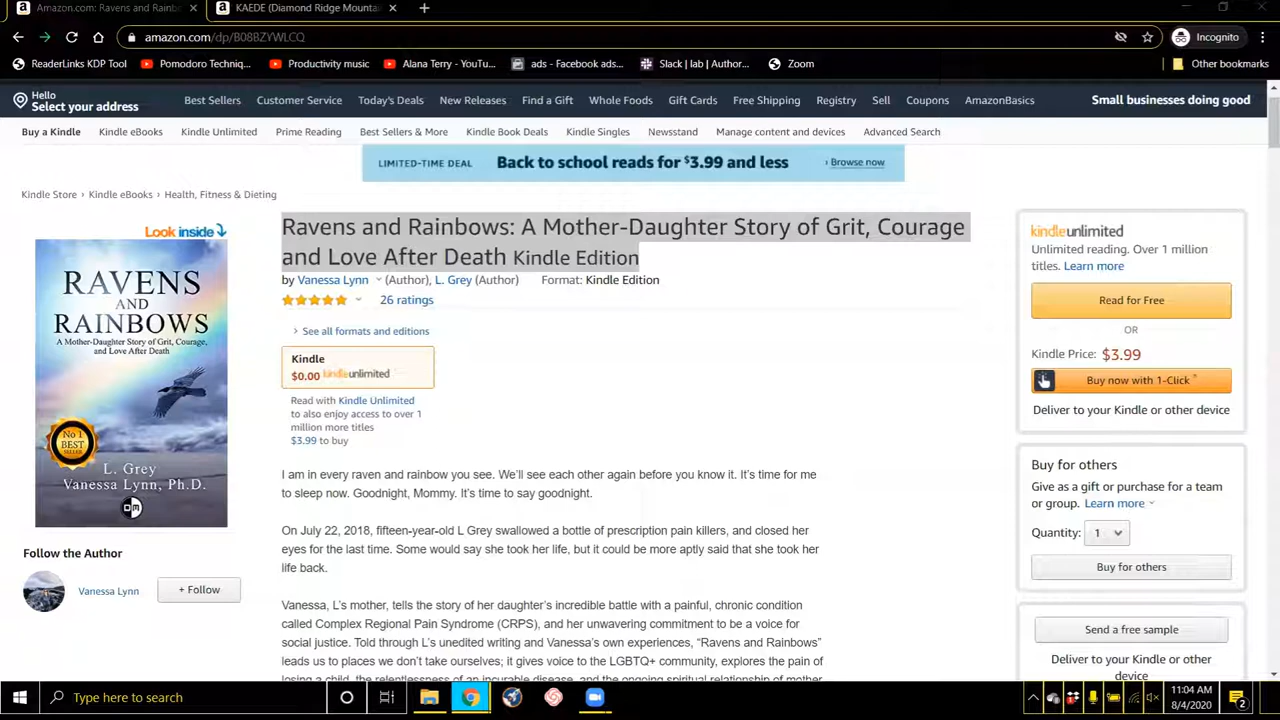 Amazon.com: Ravens and Rainb
KAEDE (Diamond Ridge Mounta
amazon.com/dp/B08BZYWLCQ
Incognito
ReaderLinks KDP Tool
Pomodoro Techniq...
Productivity music
Alana Terry - YouTu...
ads - Facebook ads...
Slack | lab | Author...
Zoom
Other bookmarks
Hello
Select your address
Best Sellers
Customer Service
Today's Deals
New Releases
Find a Gift
Whole Foods
Gift Cards
Free Shipping
Registry
Sell
Coupons
AmazonBasics
Small businesses doing good
Buy a Kindle
Kindle eBooks
Kindle Unlimited
Prime Reading
Best Sellers & More
Kindle Book Deals
Kindle Singles
Newsstand
Manage content and devices
Advanced Search
LIMITED-TIME DEAL Back to school reads for $3.99 and less › Browse now
Kindle Store › Kindle eBooks › Health, Fitness & Dieting
Look inside
RAVENS
AND
RAINBOWS
A Mother-Daughter Story of Grit, Courage,
and Love After Death
No 1
BEST
SELLER
L. Grey
Vanessa Lynn, Ph.D.
Follow the Author
Vanessa Lynn
+ Follow
Ravens and Rainbows: A Mother-Daughter Story of Grit, Courage
and Love After Death Kindle Edition
by Vanessa Lynn (Author), L. Grey (Author) Format: Kindle Edition
26 ratings
› See all formats and editions
Kindle
$0.00 kindleunlimited
Read with Kindle Unlimited
to also enjoy access to over 1
million more titles
$3.99 to buy
I am in every raven and rainbow you see. We'll see each other again before you know it. It's time for me
to sleep now. Goodnight, Mommy. It's time to say goodnight.
On July 22, 2018, fifteen-year-old L Grey swallowed a bottle of prescription pain killers, and closed her
eyes for the last time. Some would say she took her life, but it could be more aptly said that she took her
life back.
Vanessa, L's mother, tells the story of her daughter's incredible battle with a painful, chronic condition
called Complex Regional Pain Syndrome (CRPS), and her unwavering commitment to be a voice for
social justice. Told through L's unedited writing and Vanessa's own experiences, “Ravens and Rainbows”
leads us to places we don't take ourselves; it gives voice to the LGBTQ+ community, explores the pain of
losing a child, the relentlessness of an incurable disease, and the ongoing spiritual relationship of mother
kindleunlimited
Unlimited reading. Over 1 million
titles. Learn more
Read for Free
OR
Kindle Price: $3.99
Buy now with 1-Click
Deliver to your Kindle or other device
Buy for others
Give as a gift or purchase for a team
or group. Learn more
Quantity: 1
Buy for others
Send a free sample
Deliver to your Kindle or other
device
Type here to search
11:04 AM
8/4/2020
2